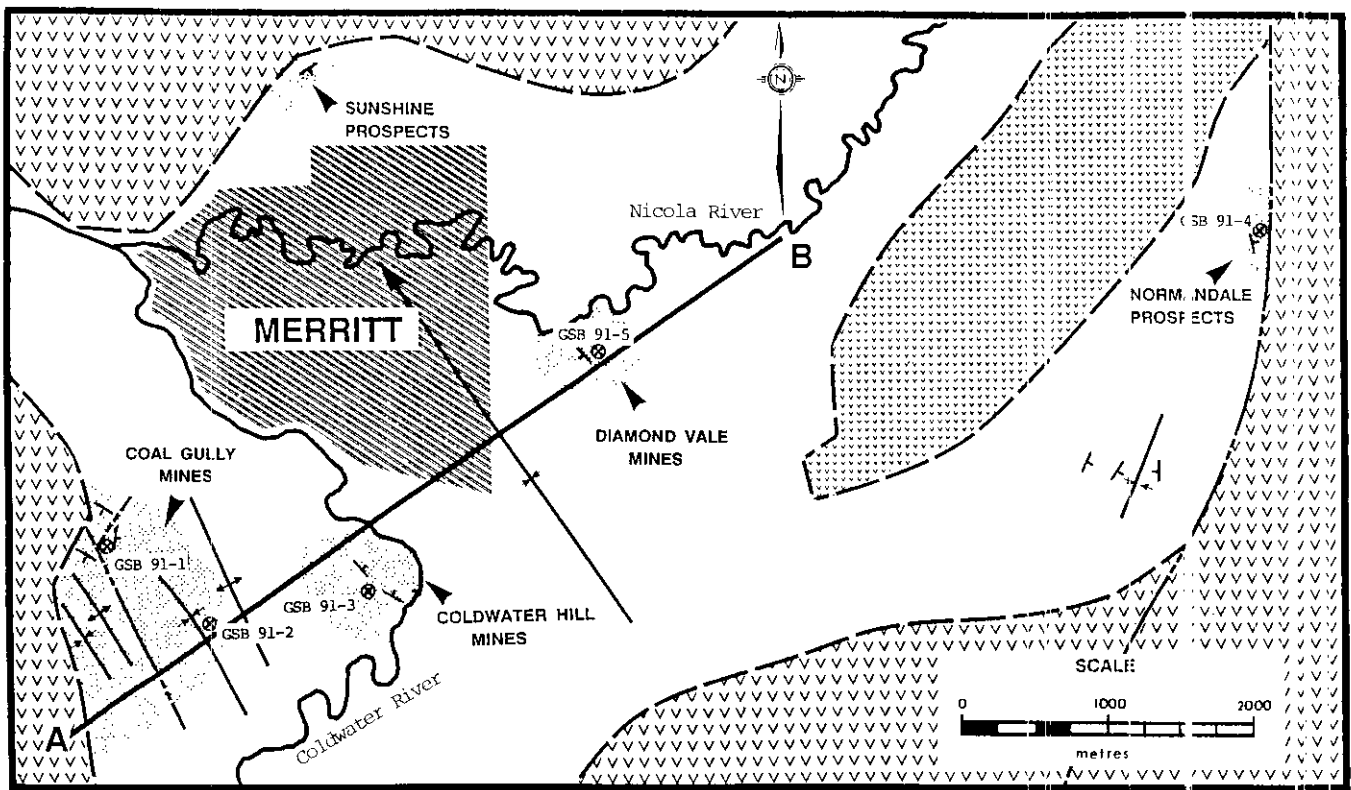 SUNSHINE
PROSPECTS
N
Nicola River
B
GSB 91-4
NORMANDALE
PROSPECTS
MERRITT
GSB 91-5
DIAMOND VALE
MINES
COAL GULLY
MINES
GSB 91-1
GSB 91-2
GSB 91-3
COLDWATER HILL
MINES
A
Coldwater River
SCALE
0 1000 2000
metres